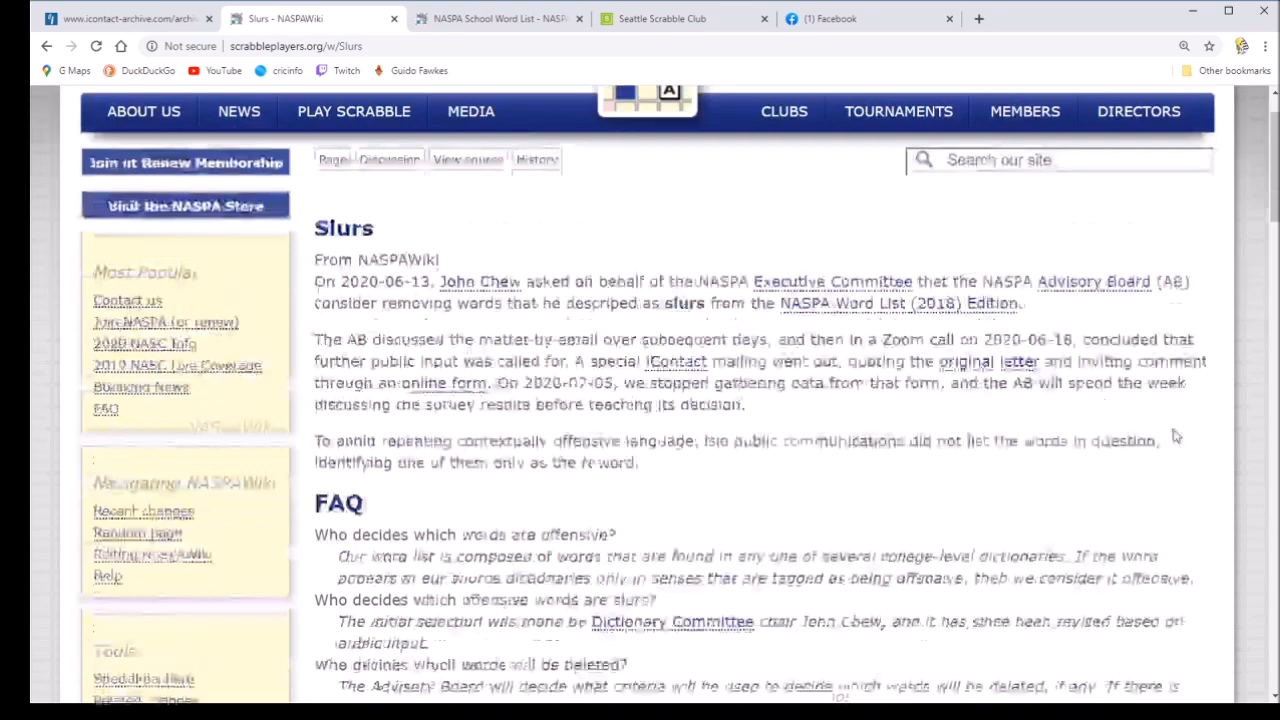 www.icontact-archive.com/archi
Slurs - NASPAWiki
NASPA School Word List - NASPA
Seattle Scrabble Club
(1) Facebook
Not secure | scrabbleplayers.org/w/Slurs
G Maps
DuckDuckGo
YouTube
cricinfo
Twitch
Guido Fawkes
Other bookmarks
ABOUT US
NEWS
PLAY SCRABBLE
MEDIA
CLUBS
TOURNAMENTS
MEMBERS
DIRECTORS
Join or Renew Membership
Page
Discussion
View source
History
Search our site
Visit the NASPA Store
Most Popular
Contact us
Join NASPA (or renew)
2020 NASC Info
2019 NASC Live Coverage
FAQ
Navigating NASPAWiki
Recent changes
Random page
Help
Tools
Slurs
From NASPAWiki
On 2020-06-13, John Chew asked on behalf of the NASPA Executive Committee that the NASPA Advisory Board (AB)
consider removing words that he described as slurs from the NASPA Word List (2018) Edition.
The AB discussed the matter by email over subsequent days, and then in a Zoom call on 2020-06-18, concluded that
further public input was called for. A special iContact mailing went out, quoting the original letter and inviting comment
through an online form. On 2020-07-05, we stopped gathering data from that form, and the AB will spend the week
discussing the survey results before reaching its decision.
To avoid repeating contextually offensive language, public communications did not list the words in question,
identifying one of them only as the word.
FAQ
Who decides which words are offensive?
Our word list is composed of words that are found in any one of several college-level dictionaries. If the word
appears in our source dictionaries only in senses that are tagged as being offensive, then we consider it offensive.
Who decides which offensive words are slurs?
The initial selection was made by Dictionary Committee chair John Chew, and it has since been revised based on
public input.
Who decides which words will be deleted?
The Advisory Board will decide what criteria will be used to decide which words will be deleted, if any. If there is